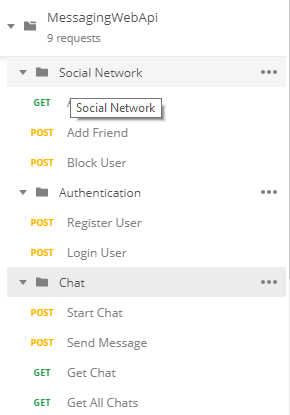 MessagingWebApi
9 requests
Social Network
GET
Social Network
POST Add Friend
POST Block User
Authentication
POST Register User
POST Login User
Chat
POST Start Chat
POST Send Message
GET Get Chat
GET Get All Chats